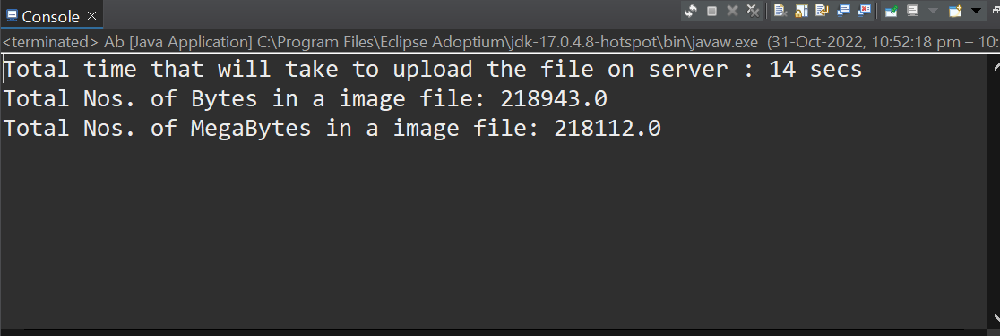 Console
<terminated> Ab [Java Application] C:\Program Files\Eclipse Adoptium\jdk-17.0.4.8-hotspot\bin\javaw.exe (31-Oct-2022, 10:52:18 pm – 10:
Total time that will take to upload the file on server : 14 secs
Total Nos. of Bytes in a image file: 218943.0
Total Nos. of MegaBytes in a image file: 218112.0